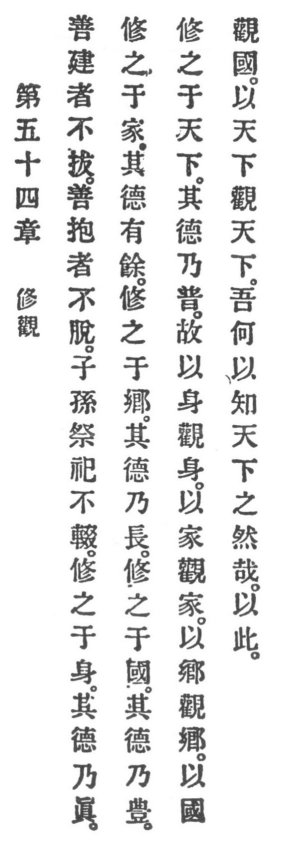 第五十四章 修觀
善建者不拔。善抱者不脫。子孫祭祀不輟。修之于身。其德乃眞。
修之于家。其德有餘。修之于鄉。其德乃長。修之于國。其德乃豊。
修之于天下。其德乃普。故以身觀身。以家觀家。以鄉觀鄉。以國
觀國。以天下觀天下。吾何以知天下之然哉。以此。